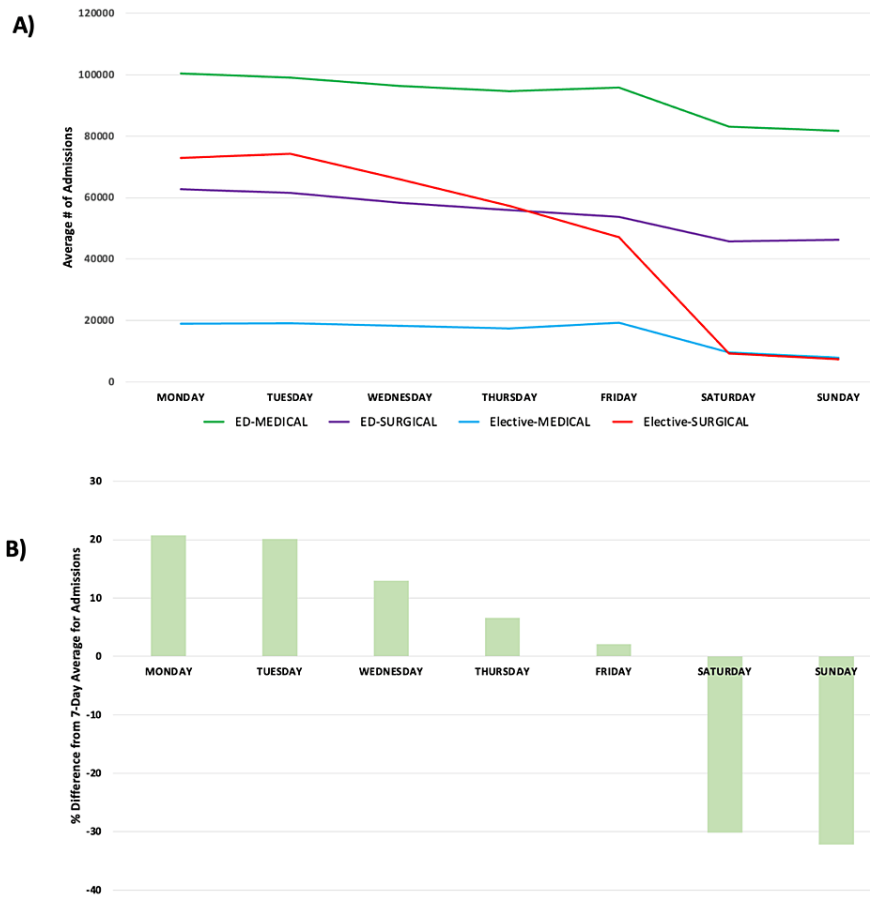 A)
Average # of Admissions
120000
100000
80000
60000
40000
20000
0
MONDAY TUESDAY WEDNESDAY THURSDAY FRIDAY SATURDAY SUNDAY
ED-MEDICAL ED-SURGICAL Elective-MEDICAL Elective-SURGICAL
B)
% Difference from 7-Day Average for Admissions
30
20
10
0
MONDAY TUESDAY WEDNESDAY THURSDAY FRIDAY SATURDAY SUNDAY
-10
-20
-30
-40